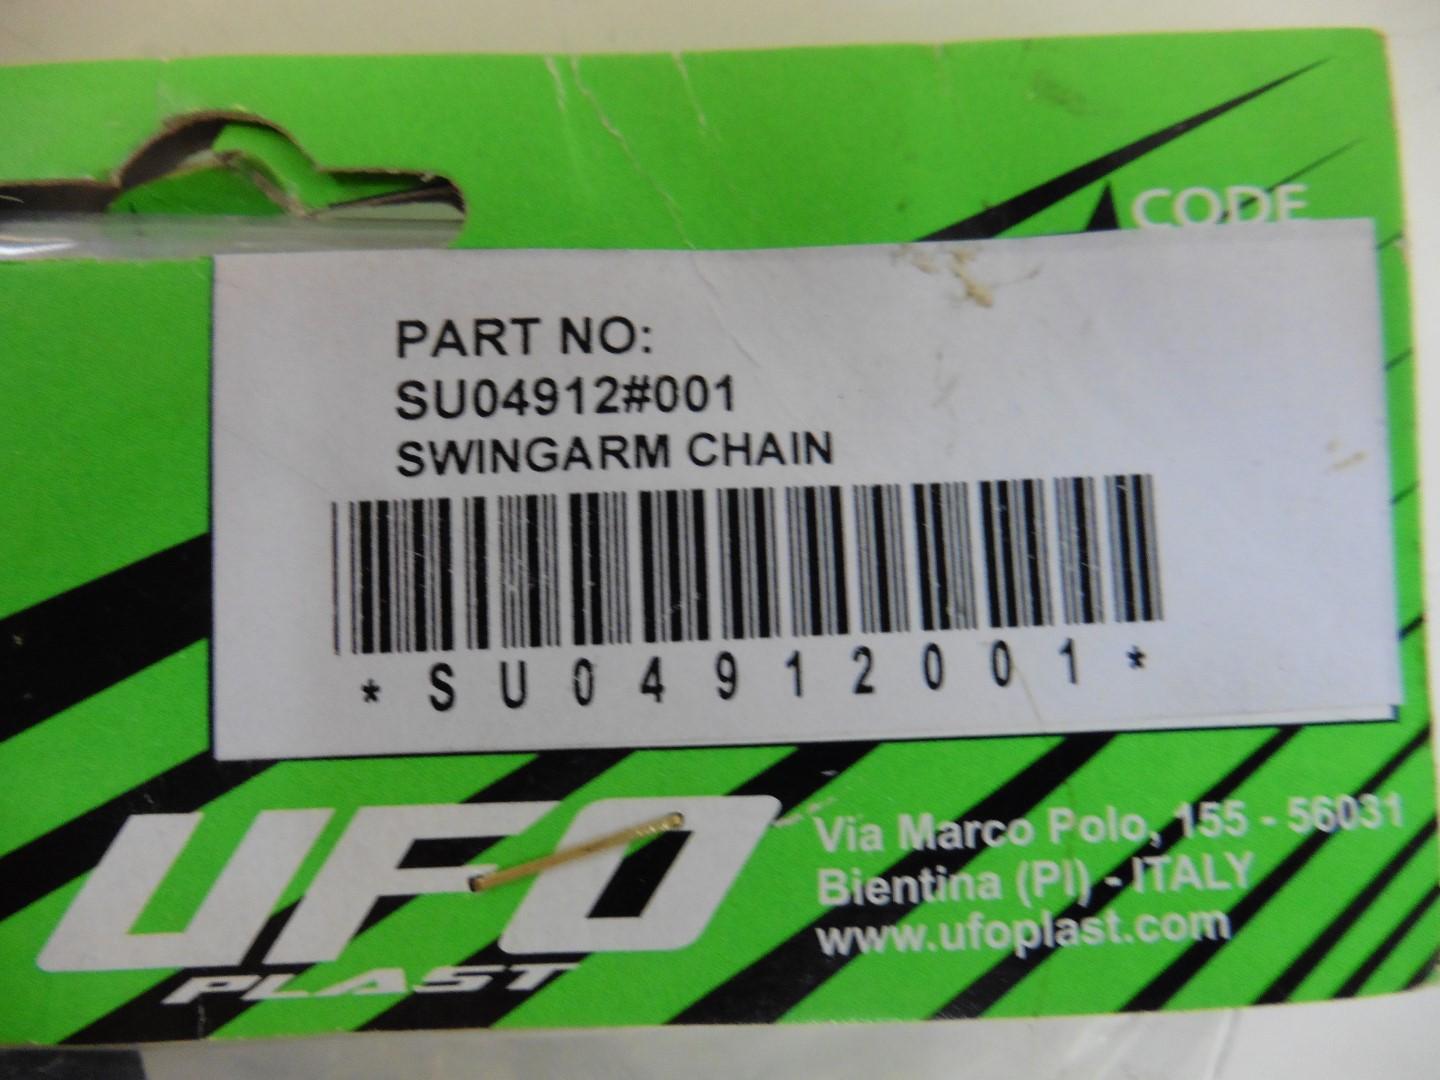 CODE
PART NO:
SU04912#001
SWINGARM CHAIN
*SU04912001*
UFO
PLAST
Via Marco Polo, 155 - 56031
Bientina (PI) - ITALY
www.ufoplast.com